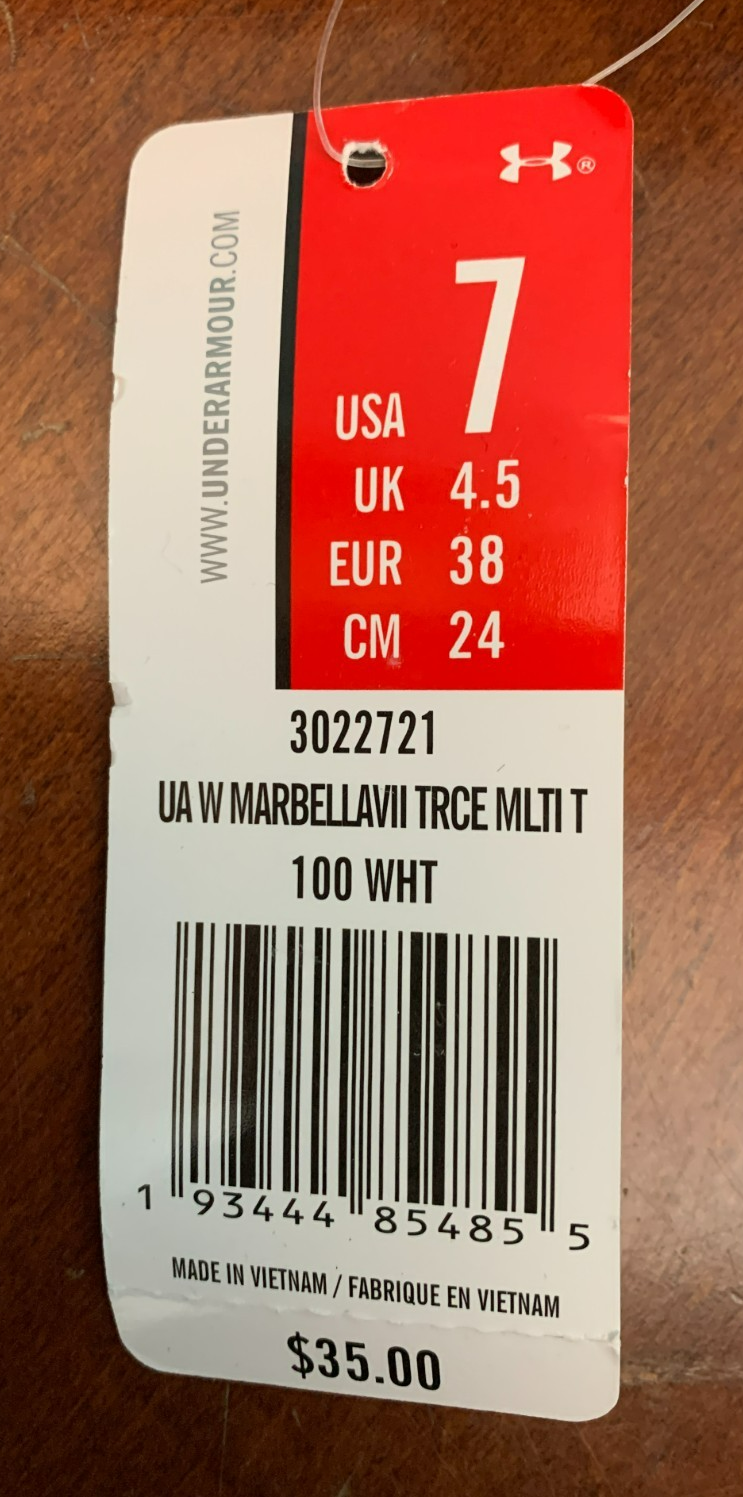 ®
WWW.UNDERARMOUR.COM
USA 7
UK 4.5
EUR 38
CM 24
3022721
UA W MARBELLAVII TRCE MLTI T
100 WHT
1 93444 85485 5
MADE IN VIETNAM / FABRIQUE EN VIETNAM
$35.00